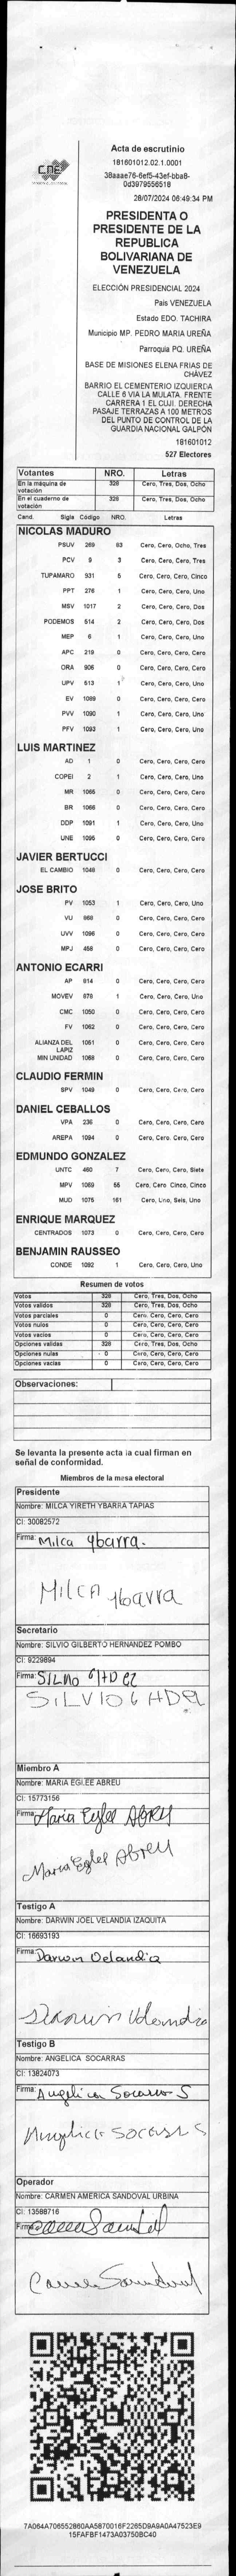 CNE
Acta de escrutinio
181601012.02.1.0001
38aaae76-6ef5-43ef-bba8-
0d3979556518
28/07/2024 06:49:34 PM
PRESIDENTA O
PRESIDENTE DE LA
REPUBLICA
BOLIVARIANA DE
VENEZUELA
ELECCIÓN PRESIDENCIAL 2024
País VENEZUELA
Estado EDO. TACHIRA
Municipio MP. PEDRO MARIA UREÑA
Parroquia PQ. UREÑA
BASE DE MISIONES ELENA FRIAS DE
CHÁVEZ
BARRIO EL CEMENTERIO IZQUIERDA
CALLE 6 VIA LA MULATA. FRENTE
CARRERA 1 EL CUJI. DERECHA
PASAJE TERRAZAS A 100 METROS
DEL PUNTO DE CONTROL DE LA
GUARDIA NACIONAL GALPÓN
181601012
527 Electores
Votantes NRO. Letras
En la máquina de votación 328 Cero, Tres, Dos, Ocho
En el cuaderno de votación 328 Cero, Tres, Dos, Ocho
Cand. Sigla Código NRO. Letras
NICOLAS MADURO
PSUV 269 83 Cero, Cero, Ocho, Tres
PCV 9 3 Cero, Cero, Cero, Tres
TUPAMARO 931 5 Cero, Cero, Cero, Cinco
PPT 276 1 Cero, Cero, Cero, Uno
MSV 1017 2 Cero, Cero, Cero, Dos
PODEMOS 514 2 Cero, Cero, Cero, Dos
MEP 6 1 Cero, Cero, Cero, Uno
APC 219 0 Cero, Cero, Cero, Cero
ORA 906 0 Cero, Cero, Cero, Cero
UPV 513 1 Cero, Cero, Cero, Uno
EV 1089 0 Cero, Cero, Cero, Cero
PVV 1090 1 Cero, Cero, Cero, Uno
PFV 1093 1 Cero, Cero, Cero, Uno
LUIS MARTINEZ
AD 1 0 Cero, Cero, Cero, Cero
COPEI 2 1 Cero, Cero, Cero, Uno
MR 1065 0 Cero, Cero, Cero, Cero
BR 1066 0 Cero, Cero, Cero, Cero
DDP 1091 1 Cero, Cero, Cero, Uno
UNE 1095 0 Cero, Cero, Cero, Cero
JAVIER BERTUCCI
EL CAMBIO 1048 0 Cero, Cero, Cero, Cero
JOSE BRITO
PV 1053 1 Cero, Cero, Cero, Uno
VU 868 0 Cero, Cero, Cero, Cero
UVV 1096 0 Cero, Cero, Cero, Cero
MPJ 458 0 Cero, Cero, Cero, Cero
ANTONIO ECARRI
AP 814 0 Cero, Cero, Cero, Cero
MOVEV 878 1 Cero, Cero, Cero, Uno
CMC 1050 0 Cero, Cero, Cero, Cero
FV 1062 0 Cero, Cero, Cero, Cero
ALIANZA DEL LAPIZ 1051 0 Cero, Cero, Cero, Cero
MIN UNIDAD 1068 0 Cero, Cero, Cero, Cero
CLAUDIO FERMIN
SPV 1049 0 Cero, Cero, Cero, Cero
DANIEL CEBALLOS
VPA 236 0 Cero, Cero, Cero, Cero
AREPA 1094 0 Cero, Cero, Cero, Cero
EDMUNDO GONZALEZ
UNTC 460 7 Cero, Cero, Cero, Siete
MPV 1069 55 Cero, Cero Cinco, Cinco
MUD 1075 161 Cero, Uno, Seis, Uno
ENRIQUE MARQUEZ
CENTRADOS 1073 0 Cero, Cero, Cero, Cero
BENJAMIN RAUSSEO
CONDE 1092 1 Cero, Cero, Cero, Uno
Resumen de votos
Votos 328 Cero, Tres, Dos, Ocho
Votos validos 328 Cero, Tres, Dos, Ocho
Votos parciales 0 Cero, Cero, Cero, Cero
Votos nulos 0 Cero, Cero, Cero, Cero
Votos vacios 0 Cero, Cero, Cero, Cero
Opciones validas 328 Cero, Tres, Dos, Ocho
Opciones nulas 0 Cero, Cero, Cero, Cero
Opciones vacias 0 Cero, Cero, Cero, Cero
Observaciones:
Se levanta la presente acta la cual firman en
señal de conformidad.
Miembros de la mesa electoral
Presidente
Nombre: MILCA YIRETH YBARRA TAPIAS
CI: 30082572
Firma: Milca Ybarra.
MILCA Ybarra
Secretario
Nombre: SILVIO GILBERTO HERNANDEZ POMBO
CI: 9229894
Firma:
Miembro A
Nombre: MARIA EGLEE ABREU
CI: 15773156
Firma: Maria Eglee Abreu
Maria Eglee Abreu
Testigo A
Nombre: DARWIN JOEL VELANDIA IZAQUITA
CI: 16693193
Firma: Darwin Velandia
Darwin Velandia
Testigo B
Nombre: ANGELICA SOCARRAS
CI: 13824073
Firma: Angelica Socarras S
Angelica Socarras S
Operador
Nombre: CARMEN AMERICA SANDOVAL URBINA
CI: 13588716
Firma:
7A064A706552860AA5870016F2265D9A9A0A47523E9
15FAFBF1473A03750BC40